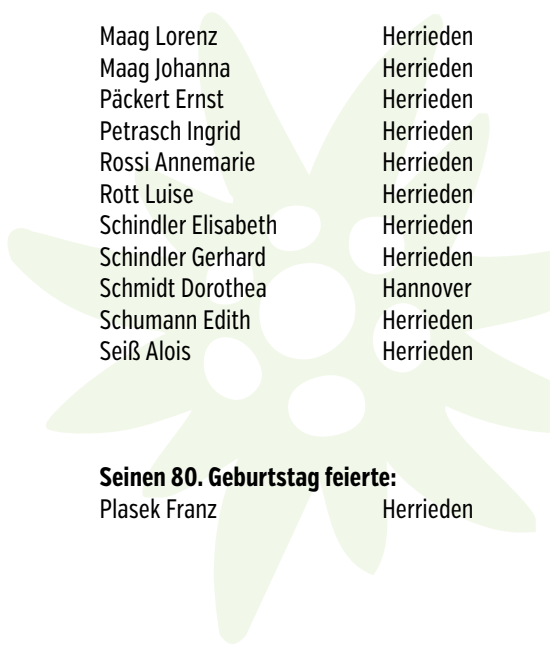 Maag Lorenz Herrieden
Maag Johanna Herrieden
Päckert Ernst Herrieden
Petrasch Ingrid Herrieden
Rossi Annemarie Herrieden
Rott Luise Herrieden
Schindler Elisabeth Herrieden
Schindler Gerhard Herrieden
Schmidt Dorothea Hannover
Schumann Edith Herrieden
Seiß Alois Herrieden
Seinen 80. Geburtstag feierte:
Plasek Franz Herrieden